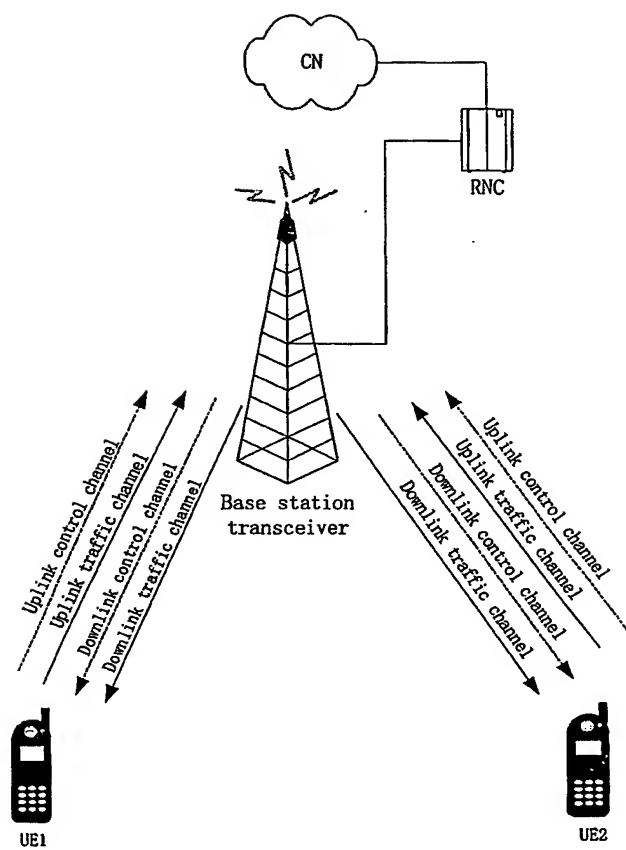 CN
RNC
Base station
transceiver
Uplink control channel
Uplink traffic channel
Downlink control channel
Downlink traffic channel
Uplink control channel
Uplink traffic channel
Downlink control channel
Downlink traffic channel
UE1
UE2